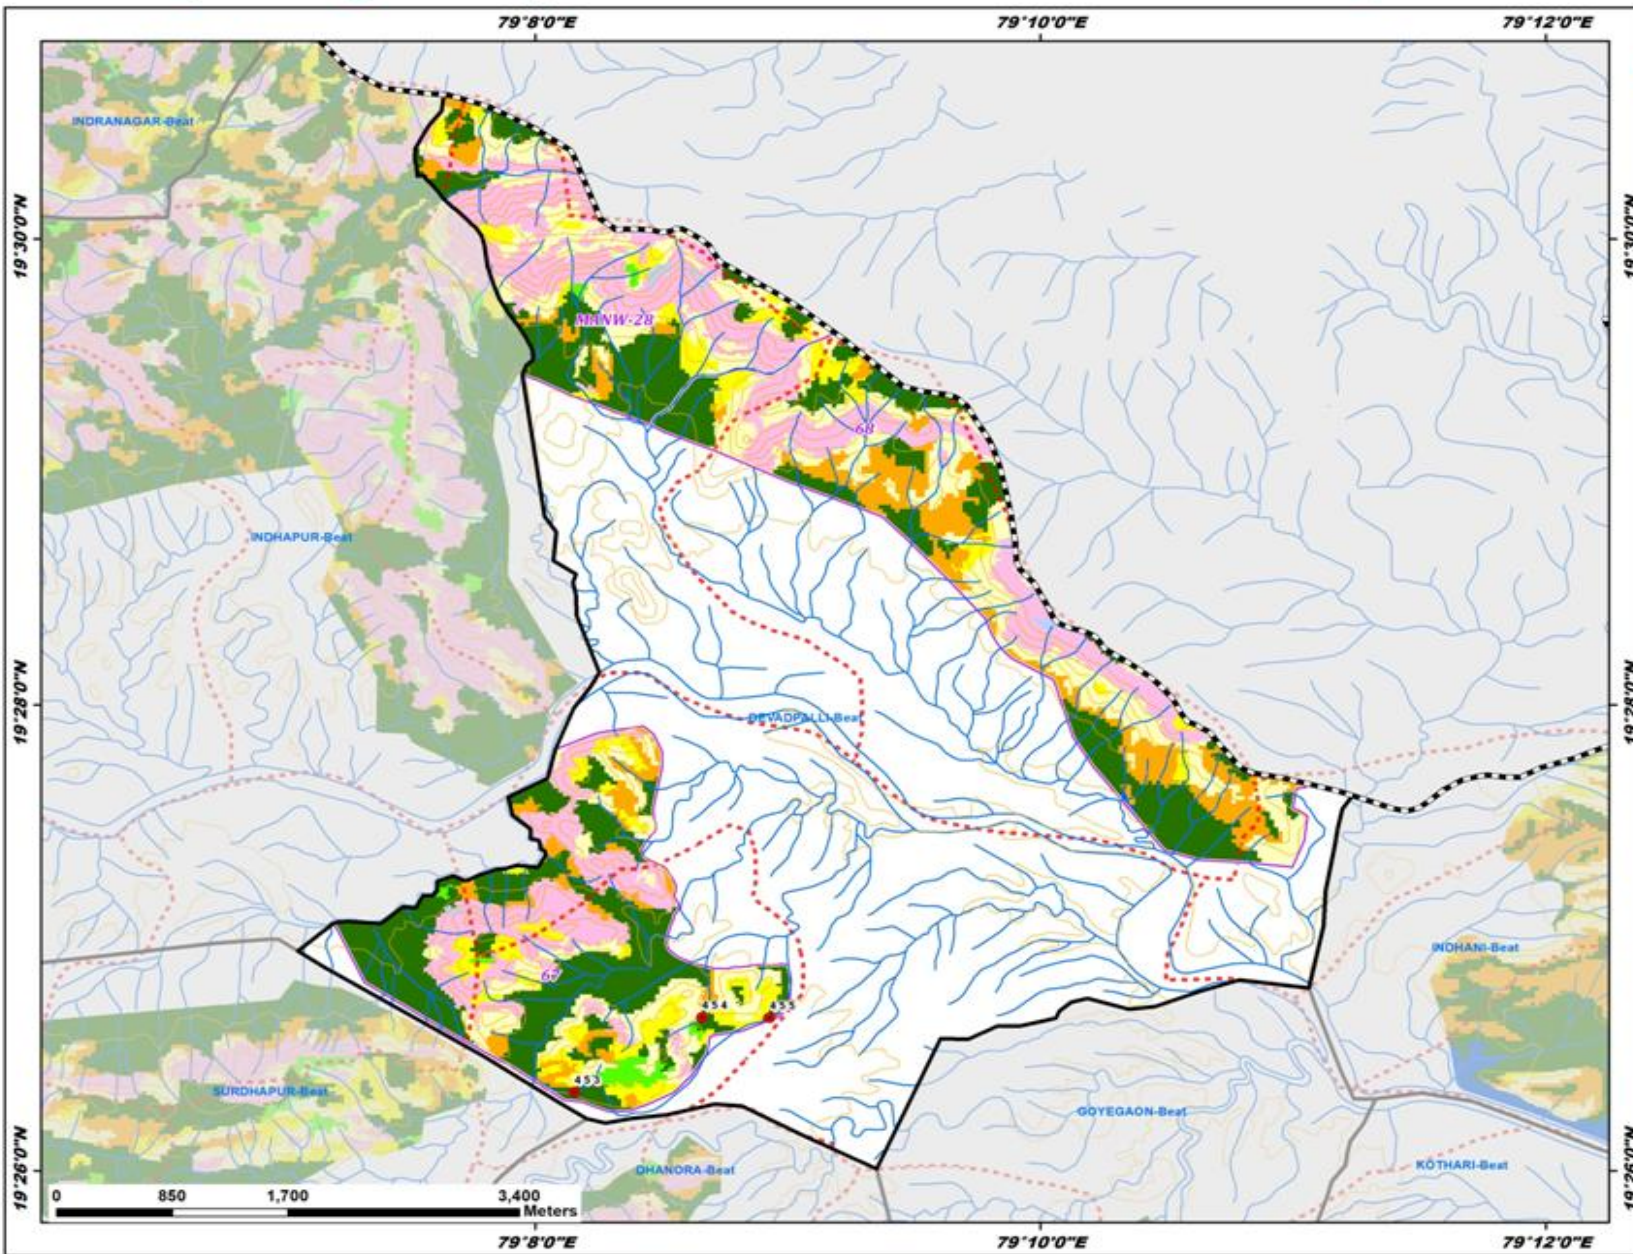 79°8'0"E 79°10'0"E 79°12'0"E
INDRANAGAR-Beat
19°30'0"N 19°30'0"N
MANW-28
68
INDHAPUR-Beat
19°28'0"N 19°28'0"N
DEVADPALLI-Beat
INDHANI-Beat
67
454 455
453
SURDHAPUR-Beat
GOYEGAON-Beat
19°26'0"N 19°26'0"N
DHANORA-Beat
KOTHARI-Beat
0 850 1,700 3,400
Meters
79°8'0"E 79°10'0"E 79°12'0"E